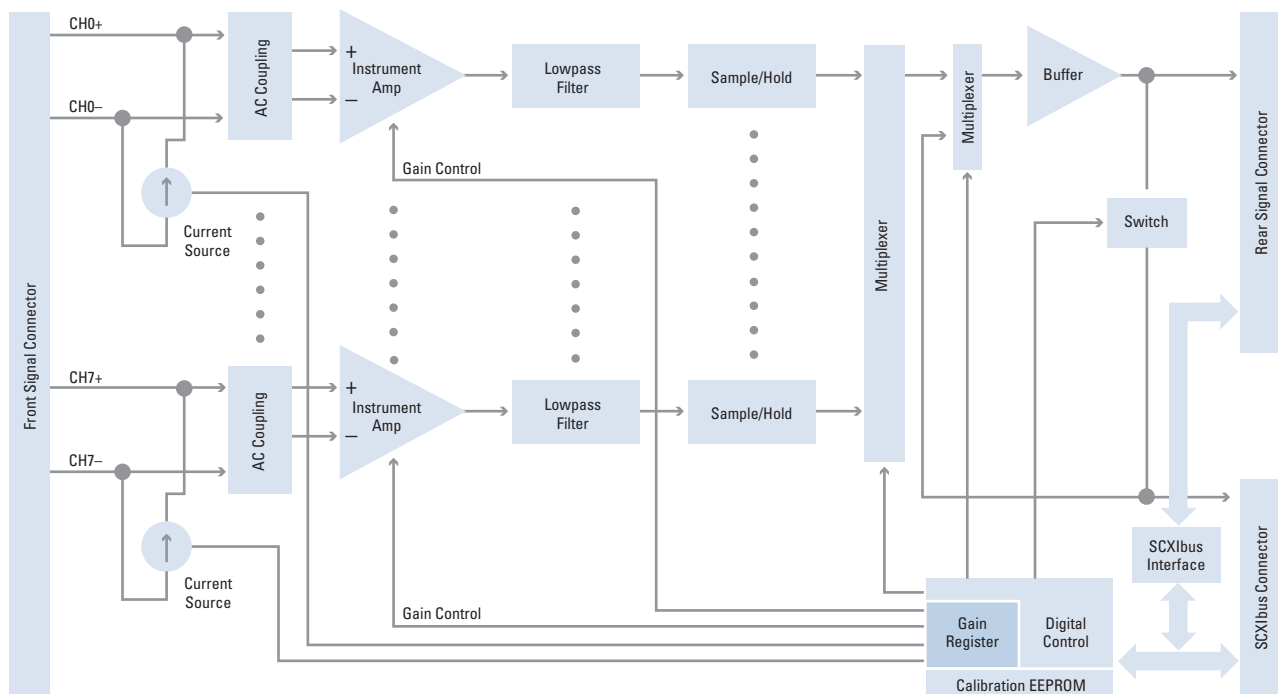 Front Signal Connector
CH0+
CH0–
AC Coupling
+
–
Instrument
Amp
Lowpass
Filter
Sample/Hold
Multiplexer
Multiplexer
Buffer
Rear Signal Connector
Gain Control
Current
Source
Switch
CH7+
CH7–
AC Coupling
+
–
Instrument
Amp
Lowpass
Filter
Sample/Hold
Current
Source
Gain Control
SCXIbus
Interface
SCXIbus Connector
Gain
Register
Digital
Control
Calibration EEPROM